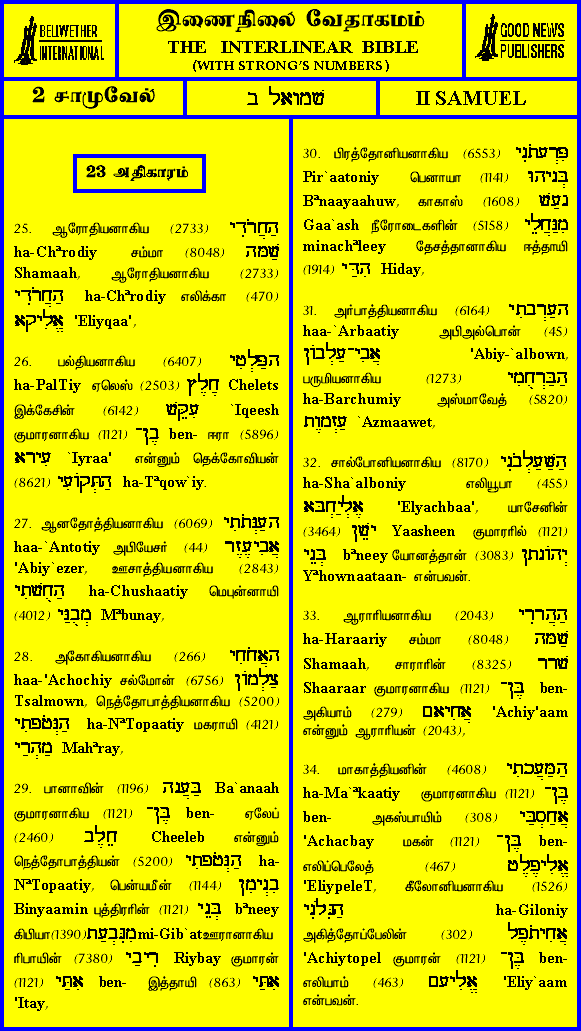 BELLWETHER
INTERNATIONAL
இணைநிலை வேதாகமம்
THE INTERLINEAR BIBLE
(WITH STRONG'S NUMBERS)
GOOD NEWS
PUBLISHERS
2 சாமுவேல்
שמואל ב
II SAMUEL
23 அதிகாரம்
25. ஆரோதியனாகிய (2733) הַחֲרֹדִי
ha-Chªrodiy சம்மா (8048) שַׁמָּה
Shamaah, ஆரோதியனாகிய (2733)
הַחֲרֹדִי ha-Chªrodiy எலிக்கா (470)
אֱלִיקָא 'Eliyqaa',
26. பல்தியனாகிய (6407) הַפַּלְטִי
ha-PalTiy ஏலெஸ் (2503) חֶלֶץ Chelets
இக்கேசின் (6142) עִקֵּשׁ `Iqeesh
குமாரனாகிய (1121) בֶן־ ben- ஈரா (5896)
עִירָא `Iyraa' என்னும் தெக்கோவியன்
(8621) הַתְּקוֹעִי ha-Tªqow`iy.
27. ஆனதோத்தியனாகிய (6069) הָעַנְּתֹתִי
haa-`Antotiy அபியேசர் (44) אֲבִיעֶזֶר
'Abiy`ezer, ஊசாத்தியனாகிய (2843)
הַחֻשָׁתִי ha-Chushaatiy மெபுன்னாயி
(4012) מְבֻנַּי Mªbunay,
28. அகோகியனாகிய (266) הָאֲחֹחִי
haa-'Achochiy சல்மோன் (6756) צַלְמוֹן
Tsalmown, நெத்தோபாத்தியனாகிய (5200)
הַנְּטֹפָתִי ha-NªTopaatiy மகராயி (4121)
מַהְרַי Mahªray,
29. பானாவின் (1196) בַּעֲנָה Ba`anaah
குமாரனாகிய (1121) בֶּן־ ben- ஏலேப்
(2460) חֵלֶב Cheeleb என்னும்
நெத்தோபாத்தியன் (5200) הַנְּטֹפָתִי ha-
NªTopaatiy, பென்யமீன் (1144) בִנְיָמִן
Binyaamin புத்திரரின் (1121) בְּנֵי bªneey
கிபியா(1390)מִגִּבְעַת mi-Gib`atஊரானாகிய
ரிபாயின் (7380) רִיבַי Riybay குமாரன்
(1121) אִתַּי ben- இத்தாயி (863) אִתַּי
'Itay,
30. பிரத்தோனியனாகிய (6553) פִּרְעָתֹנִי
Pir`aatoniy பெனாயா (1141) בְּנָיָהוּ
Bªnaayaahuw, காகாஸ் (1608) גָעַשׁ
Gaa`ash நீரோடைகளின் (5158) מִנַּחֲלֵי
minachªleey தேசத்தானாகிய ஈத்தாயி
(1914) הִדַּי Hiday,
31. அர்பாத்தியனாகிய (6164) הָעַרְבָתִי
haa-`Arbaatiy அபிஅல்பொன் (45)
אֲבִי־עַלְבוֹן 'Abiy-`albown,
பருமியனாகிய (1273) הַבַּרְחֻמִי
ha-Barchumiy அஸ்மாவேத் (5820)
עַזְמָוֶת `Azmaawet,
32. சால்போனியனாகிய (8170) הַשַּׁעַלְבֹנִי
ha-Sha`alboniy எலியூபா (455)
אֶלְיַחְבָּא 'Elyachbaa', யாசேனின்
(3464) יָשֵׁן Yaasheen குமாரரில் (1121)
בְּנֵי bªneey யோனத்தான் (3083) יְהוֹנָתָן
Yªhownaataan- என்பவன்.
33. ஆராரியனாகிய (2043) הַהֲרָרִי
ha-Haraariy சம்மா (8048) שַׁמָּה
Shamaah, சாராரின் (8325) שָׁרָר
Shaaraar குமாரனாகிய (1121) בֶּן־ ben-
அகியாம் (279) אֲחִיאָם 'Achiy'aam
என்னும் ஆராரியன் (2043),
34. மாகாத்தியனின் (4608) הַמַּעֲכָתִי
ha-Ma`ªkaatiy குமாரனாகிய (1121) בֶּן־
ben- அகஸ்பாயிம் (308) אֲחַסְבַּי
'Achacbay மகன் (1121) בֶּן־ ben-
எலிப்பெலேத் (467) אֱלִיפֶלֶט
'EliypeleT, கீலோனியனாகிய (1526)
הַגִּלֹנִי ha-Giloniy
அகித்தோப்பேலின் (302) אֲחִיתֹפֶל
'Achiytopel குமாரன் (1121) בֶּן־ ben-
எலியாம் (463) אֱלִיעָם 'Eliy`aam
என்பவன்.